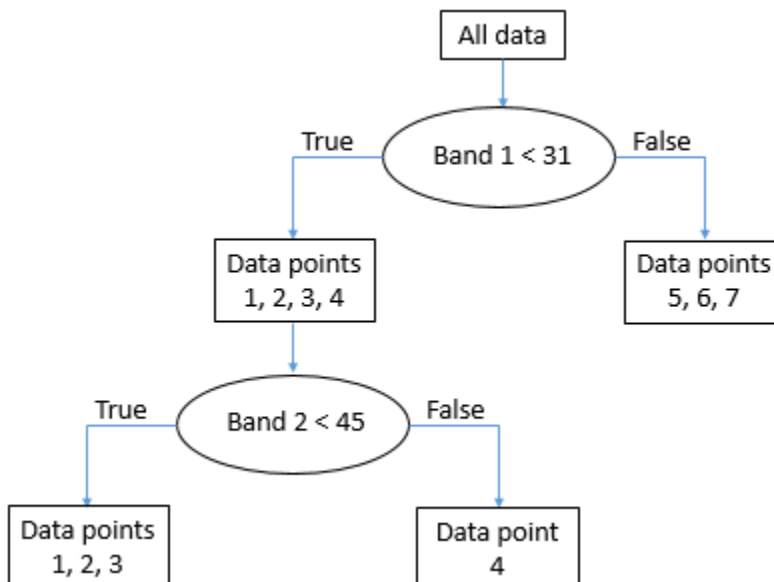 All data
True
Band 1 < 31
False
Data points
1, 2, 3, 4
Data points
5, 6, 7
True
Band 2 < 45
False
Data points
1, 2, 3
Data point
4